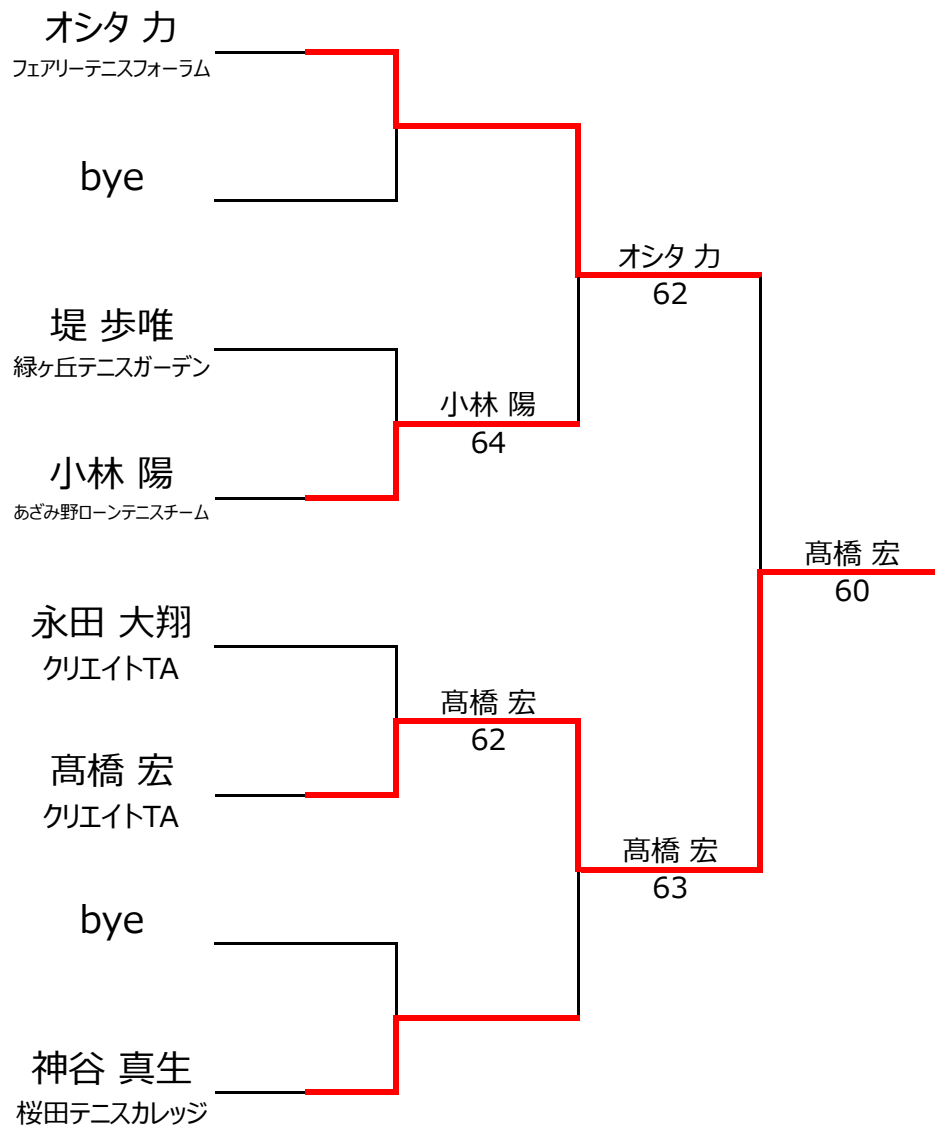 オシタ 力
フェアリーテニスフォーラム
bye
オシタ 力
62
堤 歩唯
緑ヶ丘テニスガーデン
小林 陽
64
小林 陽
あざみ野ローンテニスチーム
髙橋 宏
60
永田 大翔
クリエイトTA
髙橋 宏
62
髙橋 宏
クリエイトTA
髙橋 宏
63
bye
神谷 真生
桜田テニスカレッジ